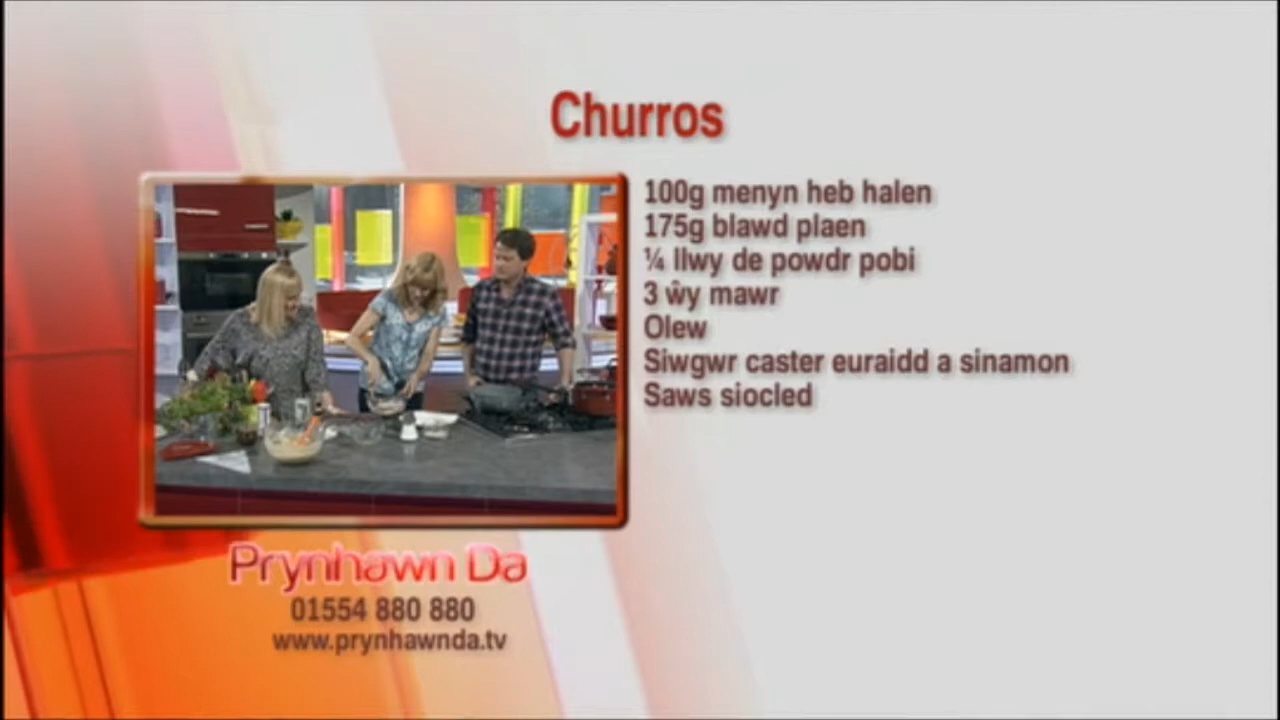 Churros
100g menyn heb halen
175g blawd plaen
¼ llwy de powdr pobi
3 ŵy mawr
Olew
Siwgwr caster euraidd a sinamon
Saws siocled
Prynhawn Da
01554 880 880
www.prynhawnda.tv